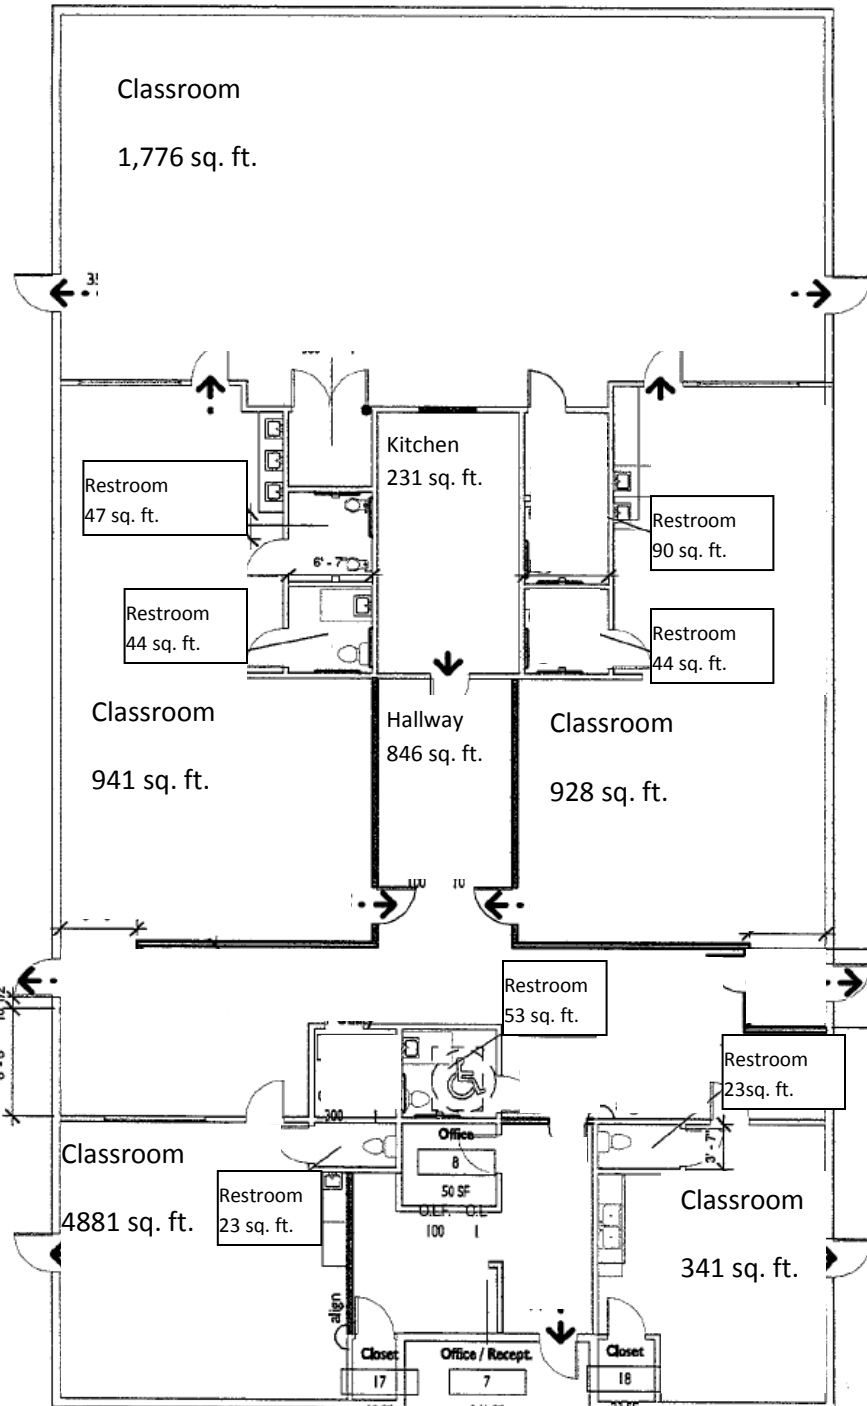 Classroom
1,776 sq. ft.
Kitchen
231 sq. ft.
Restroom
47 sq. ft.
Restroom
90 sq. ft.
6' - 7"
Restroom
44 sq. ft.
Restroom
44 sq. ft.
Classroom
941 sq. ft.
Hallway
846 sq. ft.
Classroom
928 sq. ft.
Restroom
53 sq. ft.
Restroom
23sq. ft.
300
Office
8
50 SF
O.L.F. O.L
100 1
Classroom
4881 sq. ft.
Restroom
23 sq. ft.
3' - 7"
Classroom
341 sq. ft.
align
Closet
17
Office / Recept.
7
Closet
18